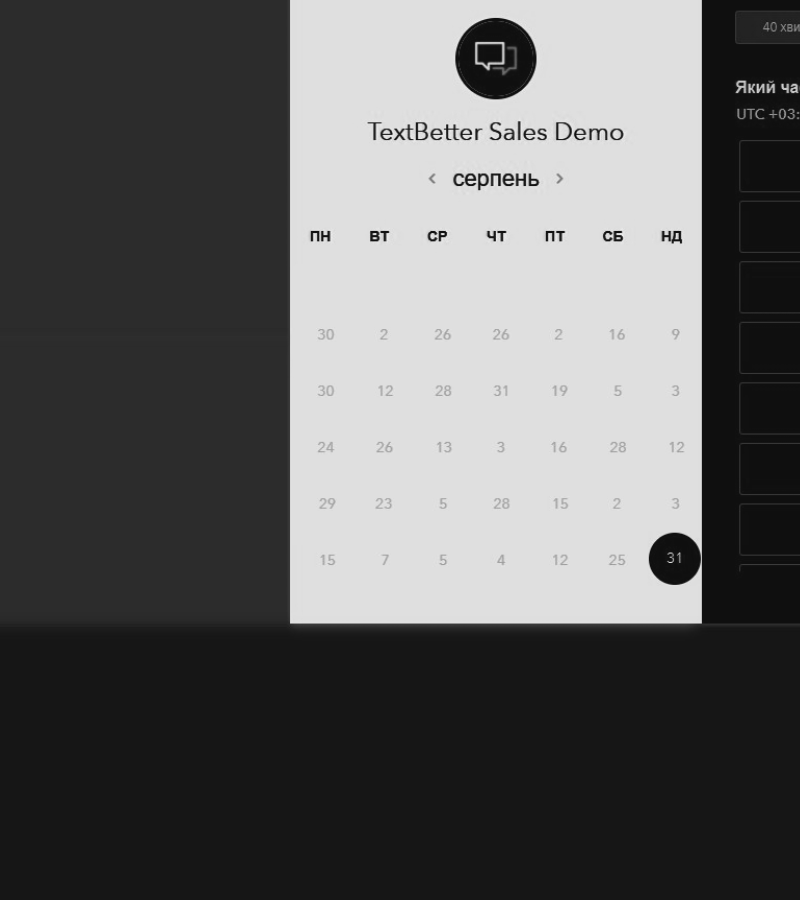 TextBetter Sales Demo
серпень
ПН ВТ СР ЧТ ПТ СБ НД
30 2 26 26 2 16 9
30 12 28 31 19 5 3
24 26 13 3 16 28 12
29 23 5 28 15 2 3
15 7 5 4 12 25 31
40 хви
Який ча
UTC +03: